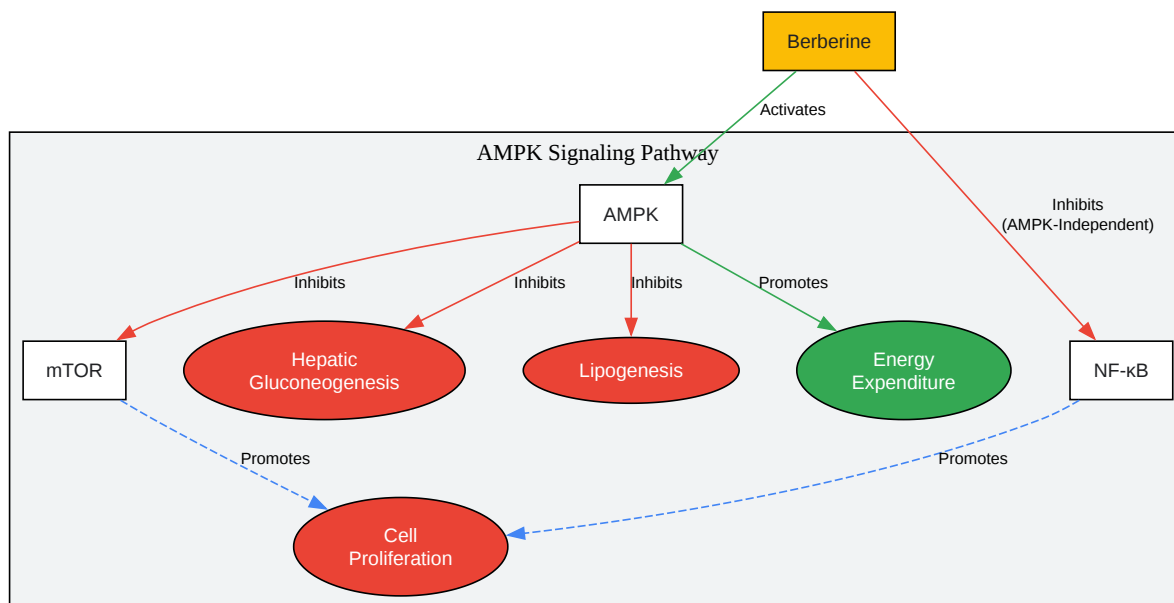 Berberine
Activates
AMPK Signaling Pathway
AMPK
Inhibits
(AMPK-Independent)
Inhibits
Inhibits
Inhibits
Promotes
mTOR
Hepatic
Gluconeogenesis
Lipogenesis
Energy
Expenditure
NF-κB
Promotes
Promotes
Cell
Proliferation